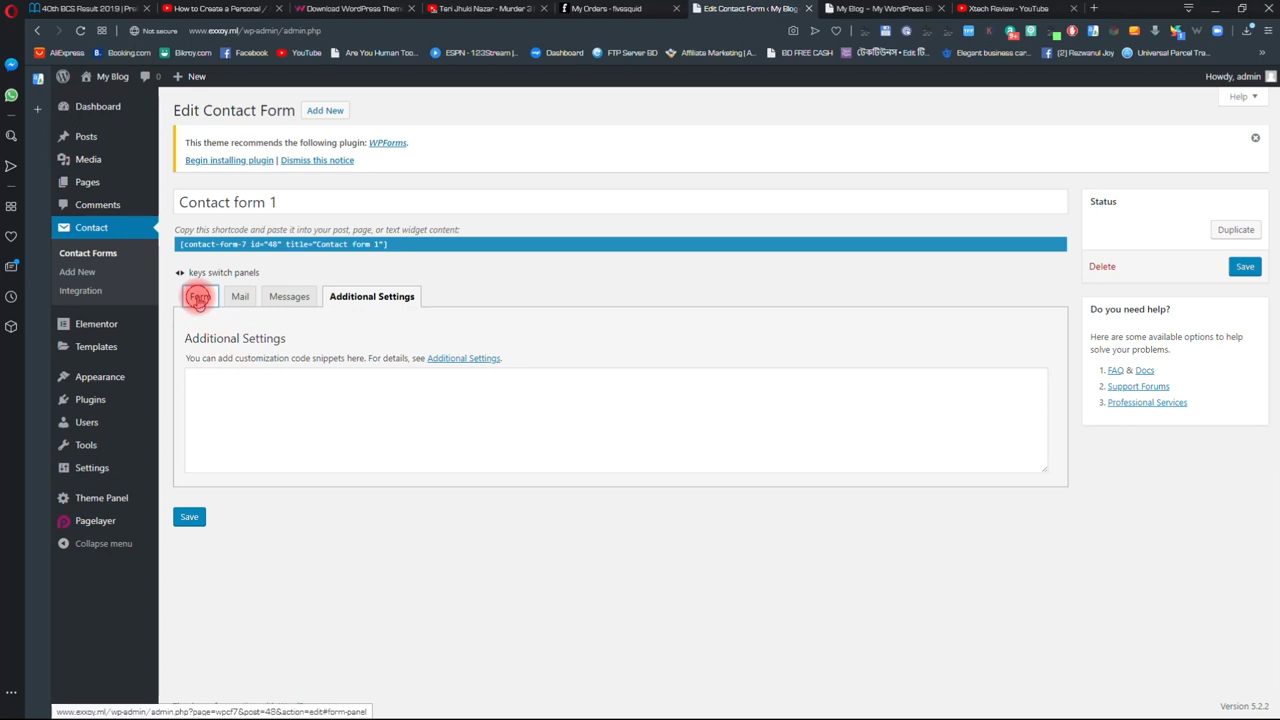 40th BCS Result 2019 | Prel
How to Create a Personal /
Download WordPress Them
Teri Jhuki Nazar - Murder 3
My Orders - fivesquid
Edit Contact Form < My Blog
My Blog – My WordPress Bl
Xtech Review - YouTube
Not secure
www.exxoy.ml/wp-admin/admin.php
AliExpress
Booking.com
Bikroy.com
Facebook
YouTube
Are You Human Too...
ESPN - 123Stream |...
Dashboard
FTP Server BD
Affiliate Marketing | A...
BD FREE CASH
Elegant business car...
(2) Rezwanul Joy
Universal Parcel Tra...
My Blog
0
New
Howdy, admin
Dashboard
Posts
Media
Pages
Comments
Contact
Contact Forms
Add New
Integration
Elementor
Templates
Appearance
Plugins
Users
Tools
Settings
Theme Panel
Pagelayer
Collapse menu
Help
Edit Contact Form
Add New
This theme recommends the following plugin: WPForms.
Begin installing plugin | Dismiss this notice
Contact form 1
Copy this shortcode and paste it into your post, page, or text widget content:
[contact-form-7 id="48" title="Contact form 1"]
keys switch panels
Form
Mail
Messages
Additional Settings
Additional Settings
You can add customization code snippets here. For details, see Additional Settings.
Save
Status
Duplicate
Delete
Save
Do you need help?
Here are some available options to help
solve your problems.
1. FAQ & Docs
2. Support Forums
3. Professional Services
www.exxoy.ml/wp-admin/admin.php?page=wpcf7&post=48&action=edit#form-panel
Version 5.2.2